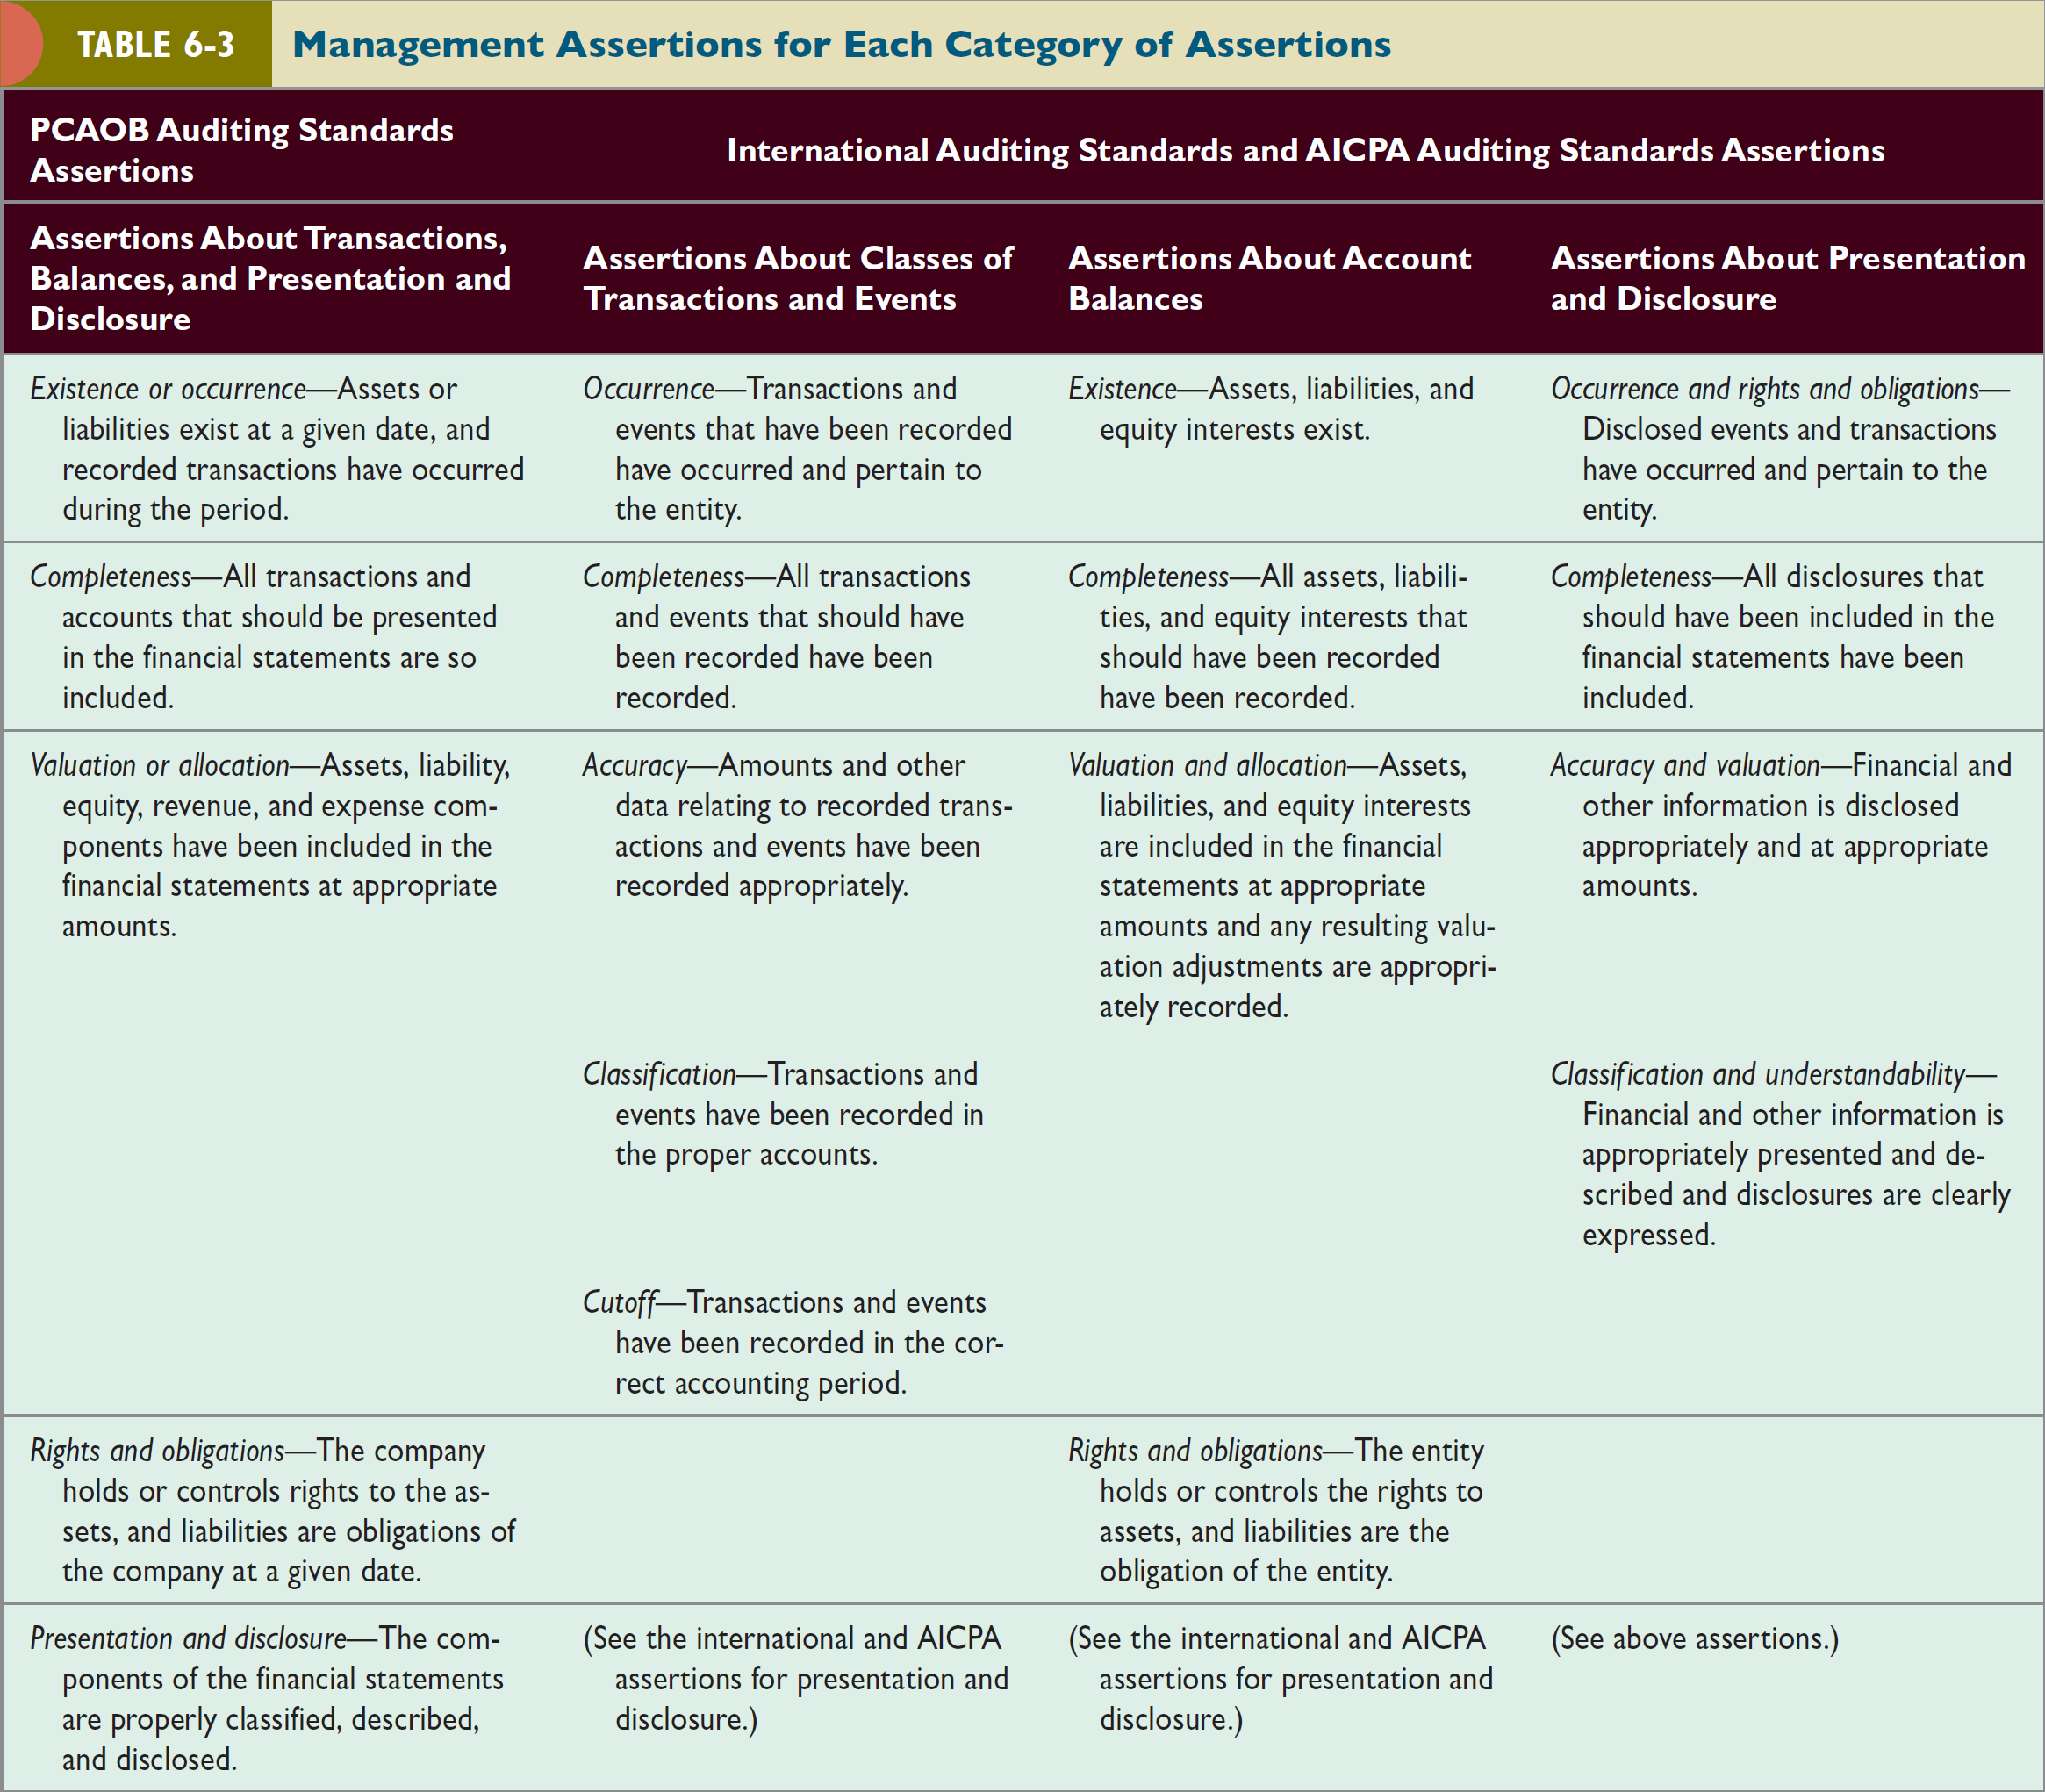 TABLE 6-3
Management Assertions for Each Category of Assertions
PCAOB Auditing Standards
Assertions
International Auditing Standards and AICPA Auditing Standards Assertions
Assertions About Transactions,
Balances, and Presentation and
Disclosure
Assertions About Classes of
Transactions and Events
Assertions About Account
Balances
Assertions About Presentation
and Disclosure
Existence or occurrence—Assets or
liabilities exist at a given date, and
recorded transactions have occurred
during the period.
Occurrence—Transactions and
events that have been recorded
have occurred and pertain to
the entity.
Existence—Assets, liabilities, and
equity interests exist.
Occurrence and rights and obligations—
Disclosed events and transactions
have occurred and pertain to the
entity.
Completeness—All transactions and
accounts that should be presented
in the financial statements are so
included.
Completeness—All transactions
and events that should have
been recorded have been
recorded.
Completeness—All assets, liabili-
ties, and equity interests that
should have been recorded
have been recorded.
Completeness—All disclosures that
should have been included in the
financial statements have been
included.
Valuation or allocation—Assets, liability,
equity, revenue, and expense com-
ponents have been included in the
financial statements at appropriate
amounts.
Accuracy—Amounts and other
data relating to recorded trans-
actions and events have been
recorded appropriately.
Valuation and allocation—Assets,
liabilities, and equity interests
are included in the financial
statements at appropriate
amounts and any resulting valu-
ation adjustments are appropri-
ately recorded.
Accuracy and valuation—Financial and
other information is disclosed
appropriately and at appropriate
amounts.
Classification—Transactions and
events have been recorded in
the proper accounts.
Classification and understandability—
Financial and other information is
appropriately presented and de-
scribed and disclosures are clearly
expressed.
Cutoff—Transactions and events
have been recorded in the cor-
rect accounting period.
Rights and obligations—The company
holds or controls rights to the as-
sets, and liabilities are obligations of
the company at a given date.
Rights and obligations—The entity
holds or controls the rights to
assets, and liabilities are the
obligation of the entity.
Presentation and disclosure—The com-
ponents of the financial statements
are properly classified, described,
and disclosed.
(See the international and AICPA
assertions for presentation and
disclosure.)
(See the international and AICPA
assertions for presentation and
disclosure.)
(See above assertions.)